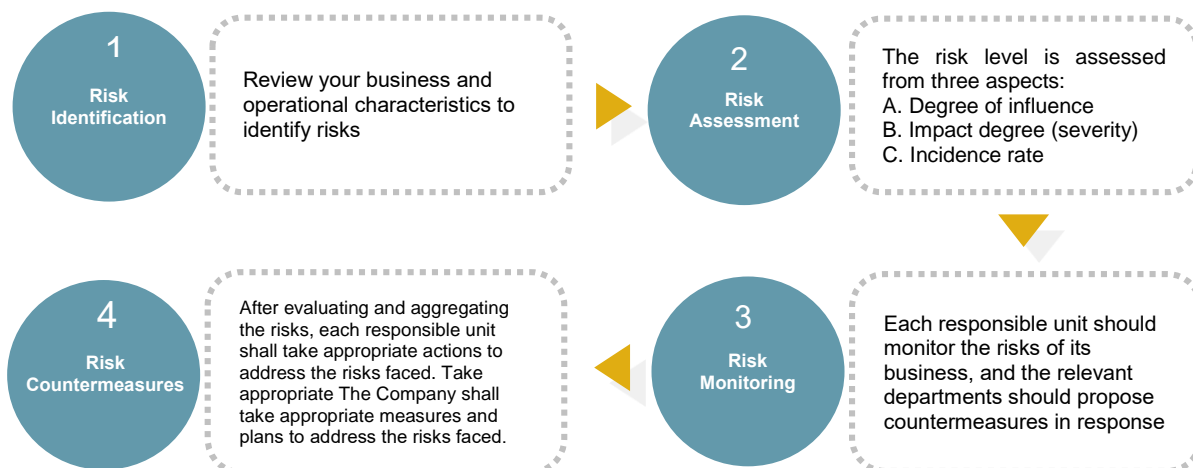 1
Risk
Identification
Review your business and
operational characteristics to
identify risks
2
Risk
Assessment
The risk level is assessed
from three aspects:
A. Degree of influence
B. Impact degree (severity)
C. Incidence rate
3
Risk
Monitoring
Each responsible unit should
monitor the risks of its
business, and the relevant
departments should propose
countermeasures in response
4
Risk
Countermeasures
After evaluating and aggregating
the risks, each responsible unit
shall take appropriate actions to
address the risks faced. Take
appropriate The Company shall
take appropriate measures and
plans to address the risks faced.